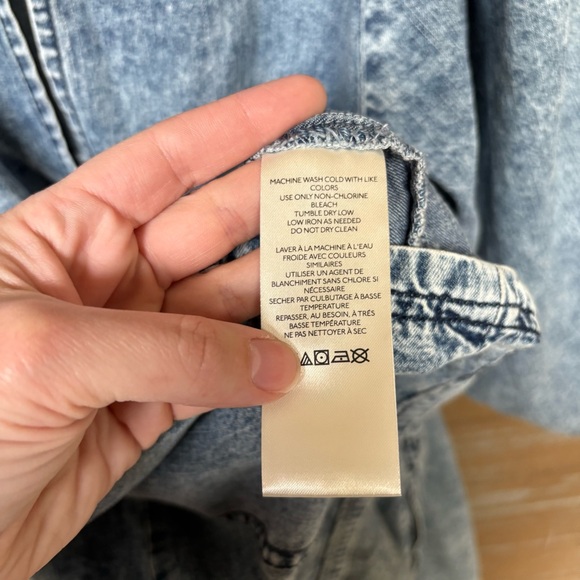 MACHINE WASH COLD WITH LIKE
COLORS
USE ONLY NON-CHLORINE
BLEACH
TUMBLE DRY LOW
LOW IRON AS NEEDED
DO NOT DRY CLEAN
LAVER À LA MACHINE À L'EAU
FROIDE AVEC COULEURS
SIMILAIRES
UTILISER UN AGENT DE
BLANCHIMENT SANS CHLORE SI
NÉCESSAIRE
SECHER PAR CULBUTAGE À BASSE
TEMPERATURE
REPASSER, AU BESOIN, À TRÈS
BASSE TEMPÉRATURE
NE PAS NETTOYER À SEC